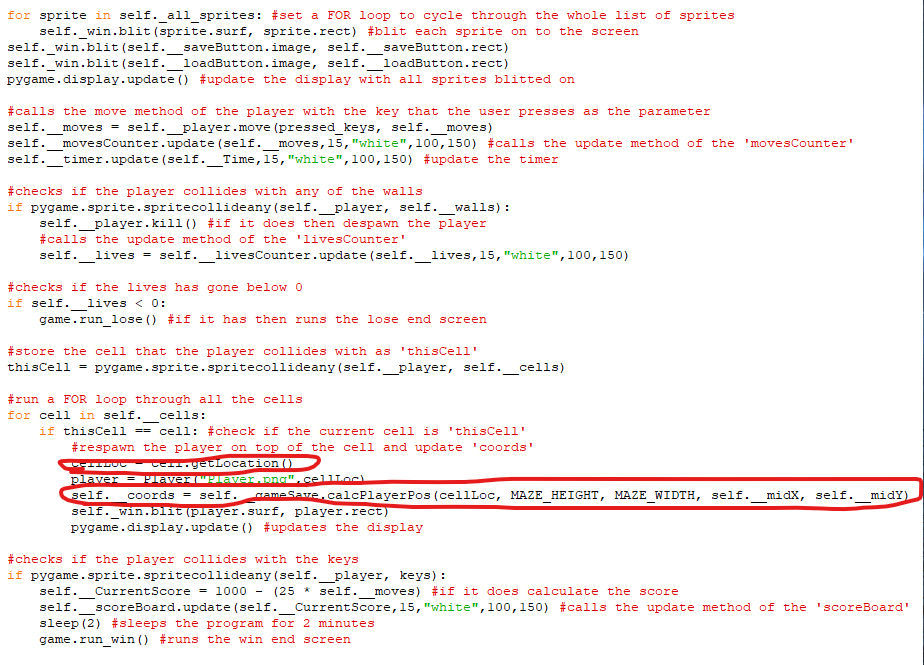 for sprite in self._all_sprites: #set a FOR loop to cycle through the whole list of sprites
self._win.blit(sprite.surf, sprite.rect) #blit each sprite on to the screen
self._win.blit(self.__saveButton.image, self.__saveButton.rect)
self._win.blit(self.__loadButton.image, self.__loadButton.rect)
pygame.display.update() #update the display with all sprites blitted on
#calls the move method of the player with the key that the user presses as the parameter
self.__moves = self.__player.move(pressed_keys, self.__moves)
self.__movesCounter.update(self.__moves,15,"white",100,150) #calls the update method of the 'movesCounter'
self.__timer.update(self.__Time,15,"white",100,150) #update the timer
#checks if the player collides with any of the walls
if pygame.sprite.spritecollideany(self.__player, self.__walls):
self.__player.kill() #if it does then despawn the player
#calls the update method of the 'livesCounter'
self.__lives = self.__livesCounter.update(self.__lives,15,"white",100,150)
#checks if the lives has gone below 0
if self.__lives < 0:
game.run_lose() #if it has then runs the lose end screen
#store the cell that the player collides with as 'thisCell'
thisCell = pygame.sprite.spritecollideany(self.__player, self.__cells)
#run a FOR loop through all the cells
for cell in self.__cells:
if thisCell == cell: #check if the current cell is 'thisCell'
#respawn the player on top of the cell and update 'coords'
cellLoc = cell.getLocation()
player = Player("Player.png",cellLoc)
self.__coords = self.__gameSave.calcPlayerPos(cellLoc, MAZE_HEIGHT, MAZE_WIDTH, self.__midX, self.__midY)
self._win.blit(player.surf, player.rect)
pygame.display.update() #updates the display
#checks if the player collides with the keys
if pygame.sprite.spritecollideany(self.__player, keys):
self.__CurrentScore = 1000 - (25 * self.__moves) #if it does calculate the score
self.__scoreBoard.update(self.__CurrentScore,15,"white",100,150) #calls the update method of the 'scoreBoard'
sleep(2) #sleeps the program for 2 minutes
game.run_win() #runs the win end screen